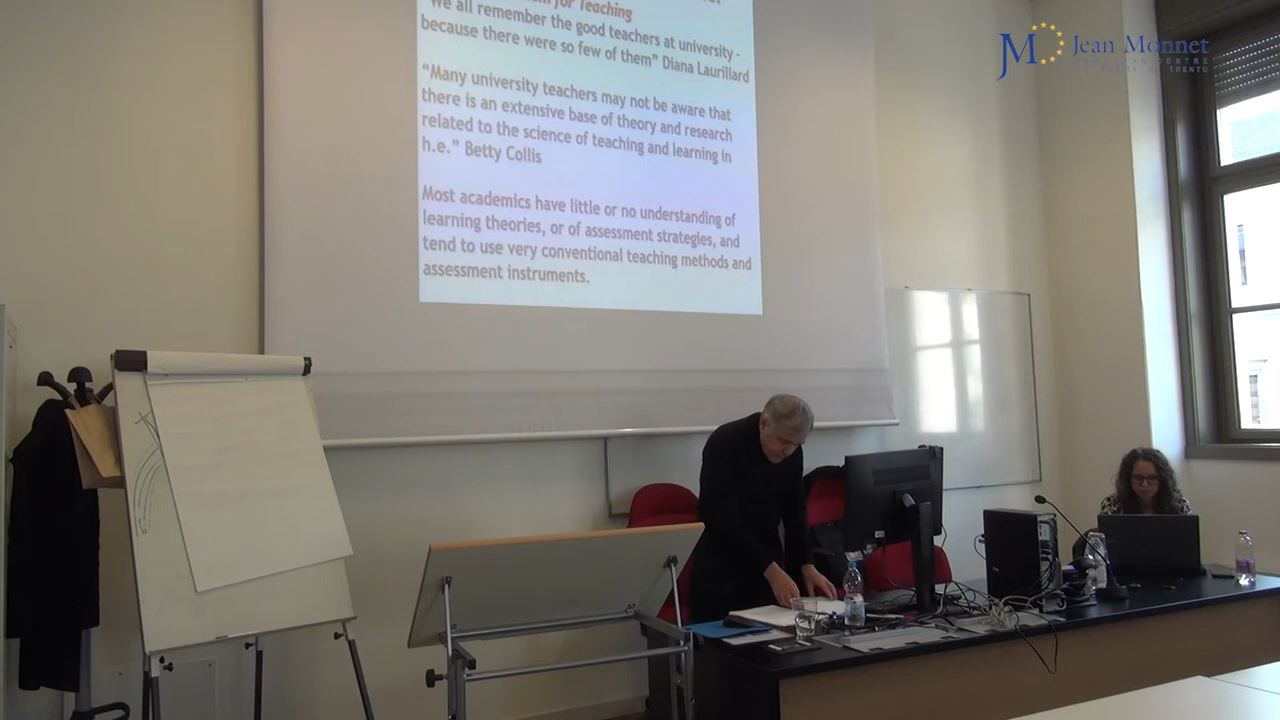 for Teaching
"We all remember the good teachers at university -
because there were so few of them" Diana Laurillard
"Many university teachers may not be aware that
there is an extensive base of theory and research
related to the science of teaching and learning in
h.e." Betty Collis
Most academics have little or no understanding of
learning theories, or of assessment strategies, and
tend to use very conventional teaching methods and
assessment instruments.
JM Jean Monnet
TRENTO